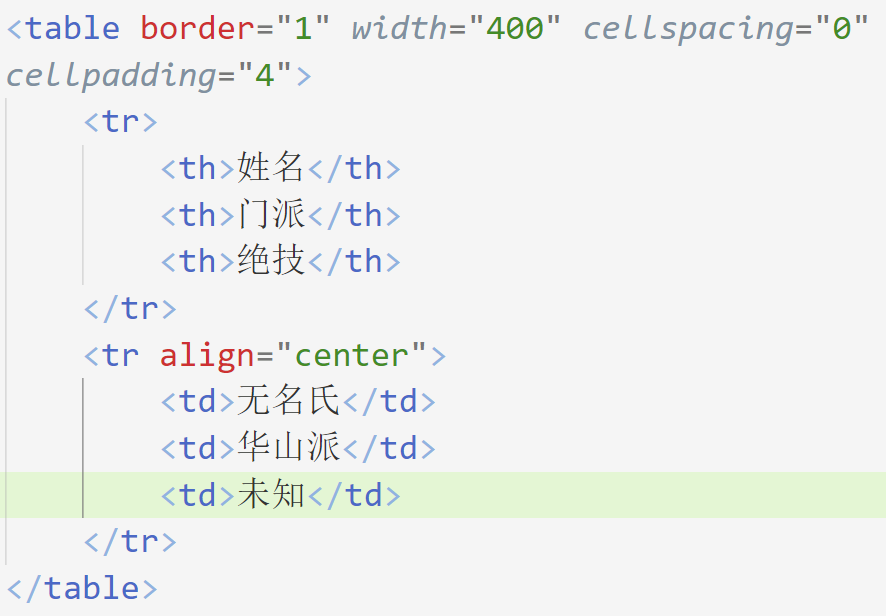 <table border="1" width="400" cellspacing="0"
cellpadding="4">
    <tr>
        <th>姓名</th>
        <th>门派</th>
        <th>绝技</th>
    </tr>
    <tr align="center">
        <td>无名氏</td>
        <td>华山派</td>
        <td>未知</td>
    </tr>
</table>